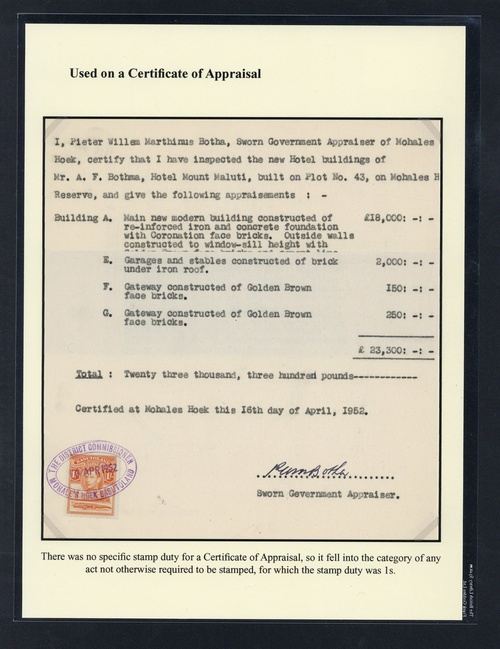 Used on a Certificate of Appraisal
I, Pieter Willem Marthinus Botha, Sworn Government Appraiser of Mohales
Hoek, certify that I have inspected the new Hotel buildings of
Mr. A. F. Bothma, Hotel Mount Maluti, built on Plot No. 43, on Mohales H
Reserve, and give the following appraisements : -
Building A. Main new modern building constructed of £18,000: -: -
re-inforced iron and concrete foundation
with Coronation face bricks. Outside walls
constructed to window-sill height with
E. Garages and stables constructed of brick 2,000: -: -
under iron roof.
F. Gateway constructed of Golden Brown 150: -: -
face bricks.
G. Gateway constructed of Golden Brown 250: -: -
face bricks.
£ 23,300: -: -
Total : Twenty three thousand, three hundred pounds------------
Certified at Mohales Hoek this 16th day of April, 1952.
THE DISTRICT COMMISSIONER
APR 1952
MOHALE'S HOEK BASUTOLAND
Sworn Government Appraiser.
There was no specific stamp duty for a Certificate of Appraisal, so it fell into the category of any
act not otherwise required to be stamped, for which the stamp duty was 1s.